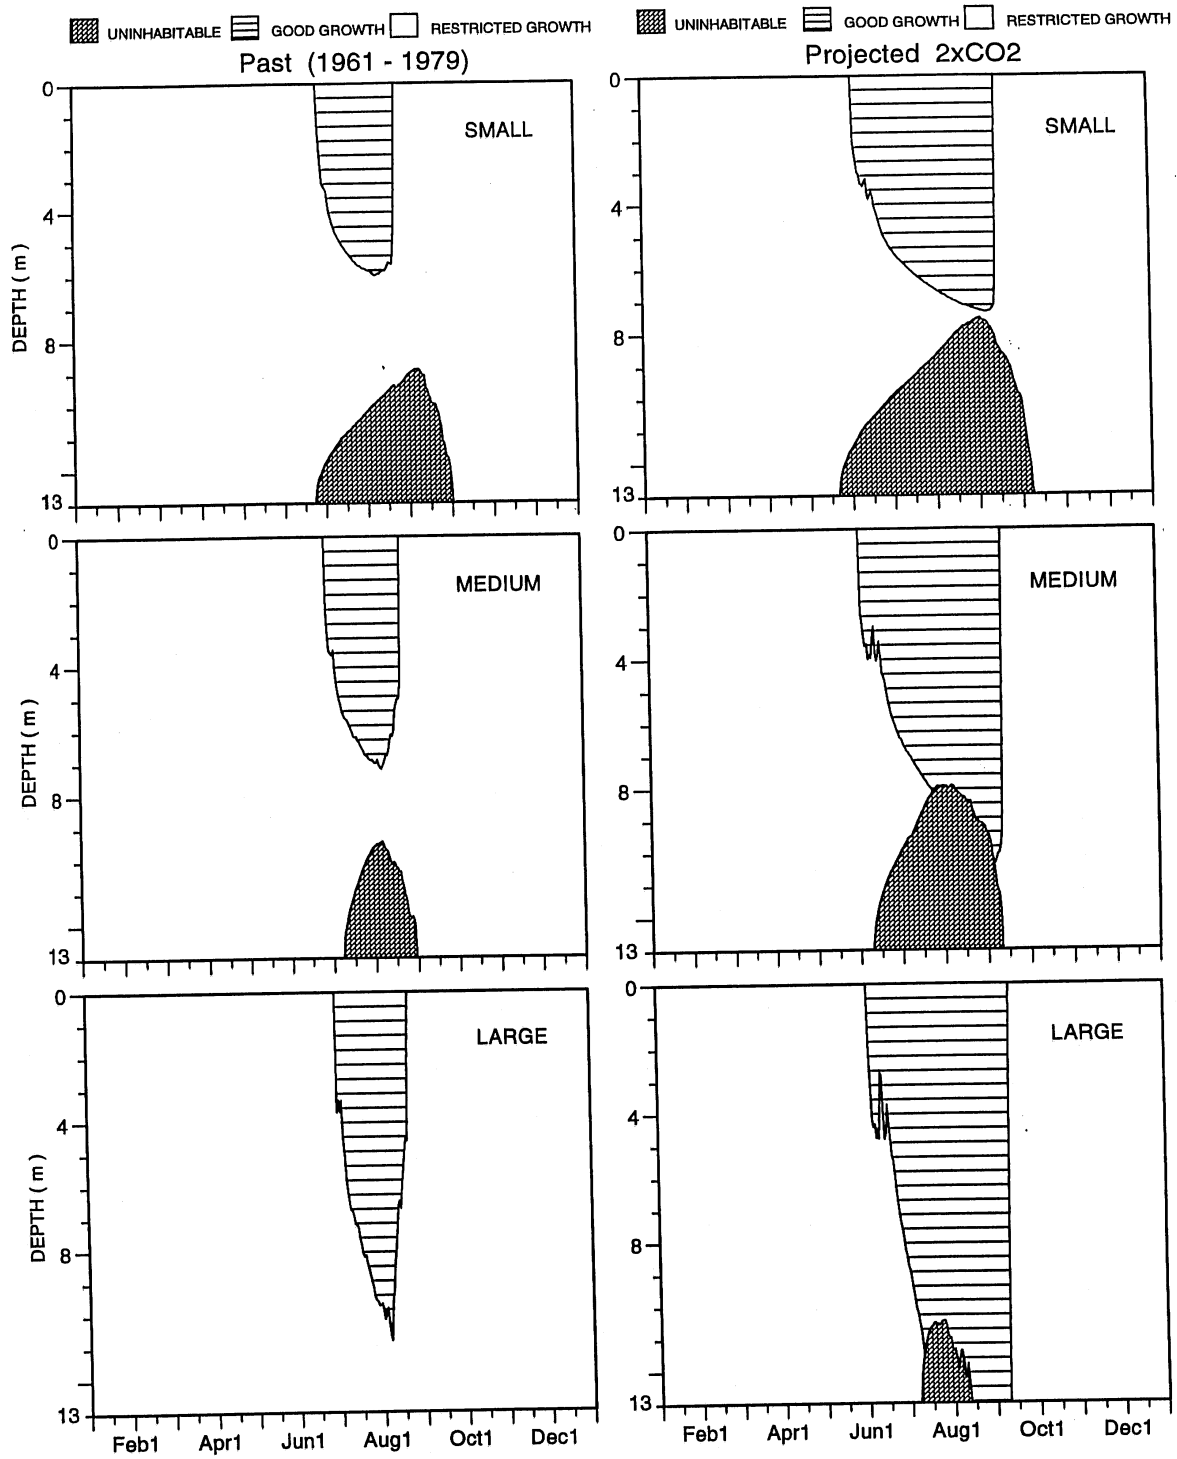 UNINHABITABLE GOOD GROWTH RESTRICTED GROWTH
Past (1961 - 1979)
UNINHABITABLE GOOD GROWTH RESTRICTED GROWTH
Projected 2xCO2
0
4
8
13
DEPTH ( m )
SMALL
0
4
8
13
SMALL
0
4
8
13
DEPTH ( m )
MEDIUM
0
4
8
13
MEDIUM
0
4
8
13
DEPTH ( m )
LARGE
Feb1 Apr1 Jun1 Aug1 Oct1 Dec1
0
4
8
13
LARGE
Feb1 Apr1 Jun1 Aug1 Oct1 Dec1